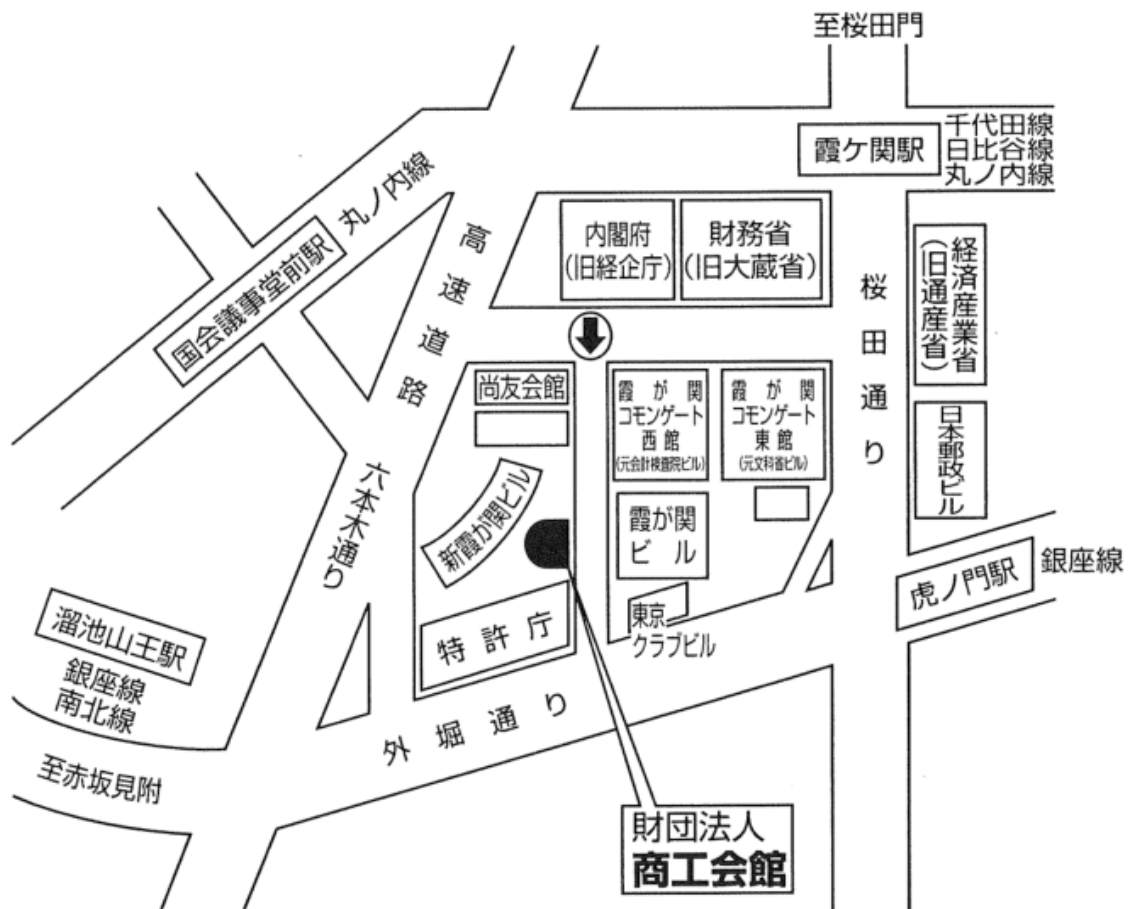 至桜田門
霞ケ関駅
千代田線
日比谷線
丸ノ内線
丸ノ内線
国会議事堂前駅
高速道路
内閣府
(旧経企庁)
財務省
(旧大蔵省)
桜田通り
経済産業省
(旧通産省)
尚友会館
霞が関
コモンゲート
西館
(元会計検査院ビル)
霞が関
コモンゲート
東館
(元文科省ビル)
日本郵政ビル
六本木通り
新霞が関ビル
霞が関
ビル
虎ノ門駅
銀座線
溜池山王駅
銀座線
南北線
特許庁
東京
クラブビル
外堀通り
至赤坂見附
財団法人
商工会館